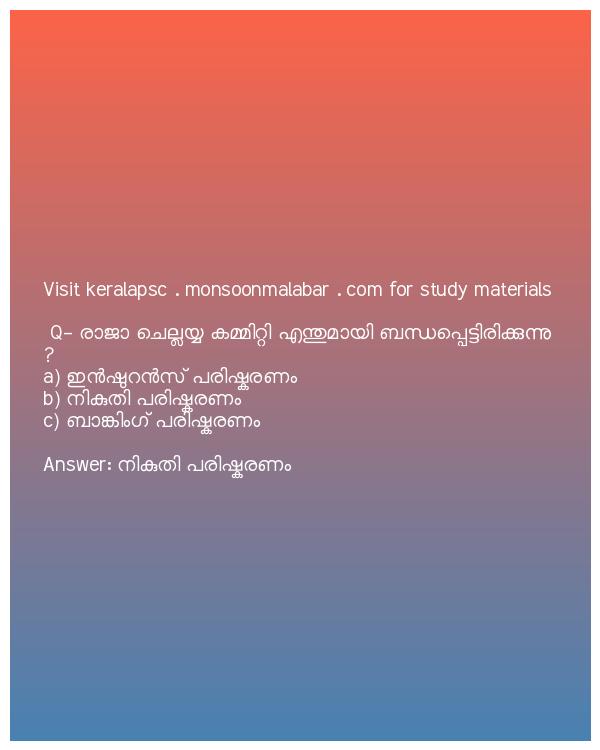 Visit keralapsc . monsoonmalabar . com for study materials
Q- രാജാ ചെല്ലയ്യ കമ്മിറ്റി എന്തുമായി ബന്ധപ്പെട്ടിരിക്കുന്നു
?
a) ഇൻഷുറൻസ് പരിഷ്കരണം
b) നികുതി പരിഷ്കരണം
c) ബാങ്കിംഗ് പരിഷ്കരണം
Answer: നികുതി പരിഷ്കരണം